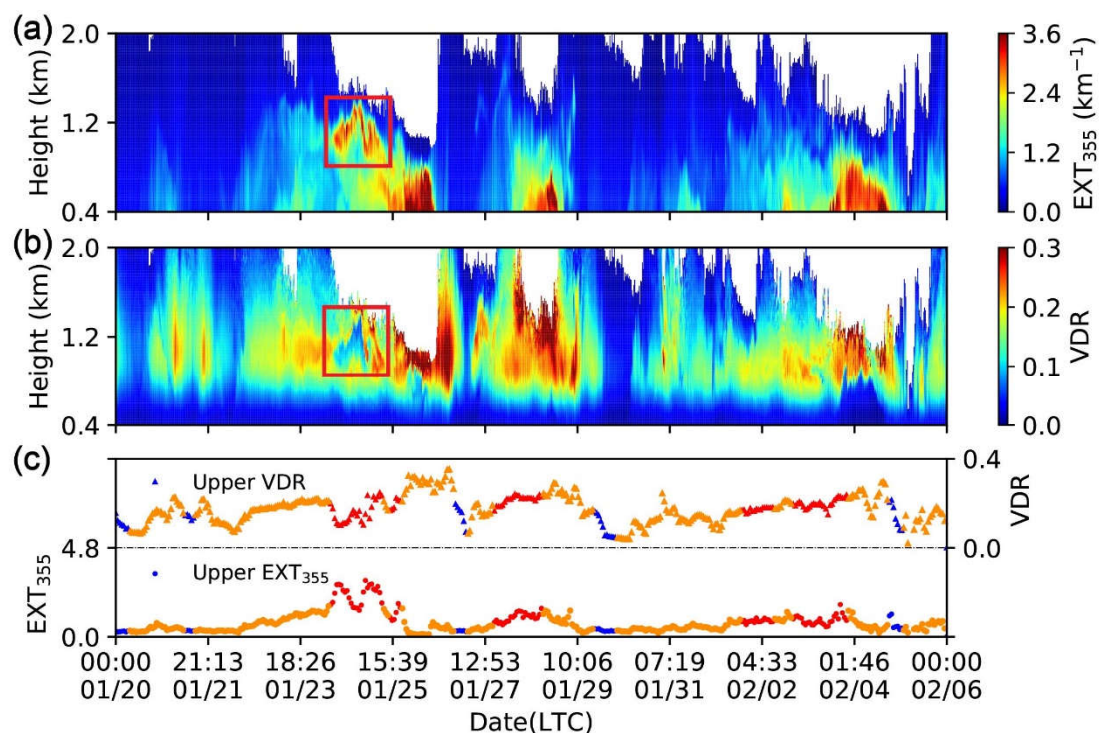 (a)
2.0
1.2
0.4
Height (km)
3.6
2.4
1.2
0.0
EXT₃₅₅ (km⁻¹)
(b)
2.0
1.2
0.4
Height (km)
0.3
0.2
0.1
0.0
VDR
(c)
Upper VDR
0.4
0.0
VDR
4.8
0.0
EXT₃₅₅
Upper EXT₃₅₅
00:00 21:13 18:26 15:39 12:53 10:06 07:19 04:33 01:46 00:00
01/20 01/21 01/23 01/25 01/27 01/29 01/31 02/02 02/04 02/06
Date(LTC)